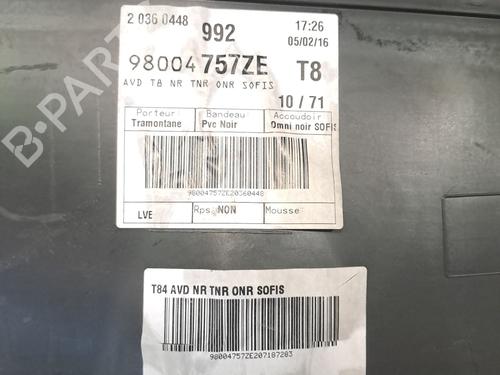 2 0360448 992 17:26
05/02/16
98004757ZE T8
AVD T8 NR TNR ONR SOFIS
10 / 71
Porteur Bandeau Accoudoir
Tramontane Pvc Noir Omni noir SOFIS
98004757ZE20360448
LVE Rps NON Mousse
T84 AVD NR TNR ONR SOFIS
98004757ZE207187283
B-PARTS